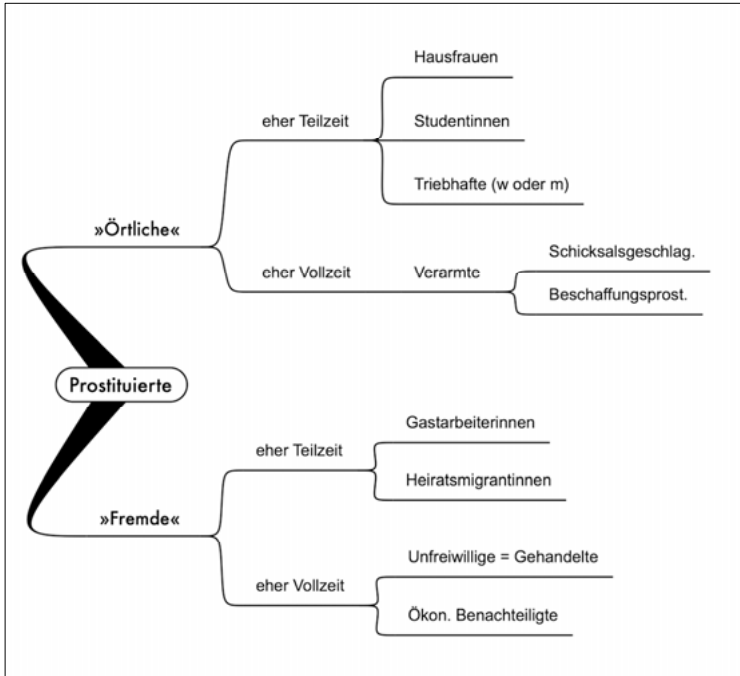 Hausfrauen
eher Teilzeit
Studentinnen
Triebhafte (w oder m)
»Örtliche«
Schicksalsgeschlag.
eher Vollzeit
Verarmte
Beschaffungsprost.
Prostituierte
Gastarbeiterinnen
eher Teilzeit
Heiratsmigrantinnen
»Fremde«
Unfreiwillige = Gehandelte
eher Vollzeit
Ökon. Benachteiligte